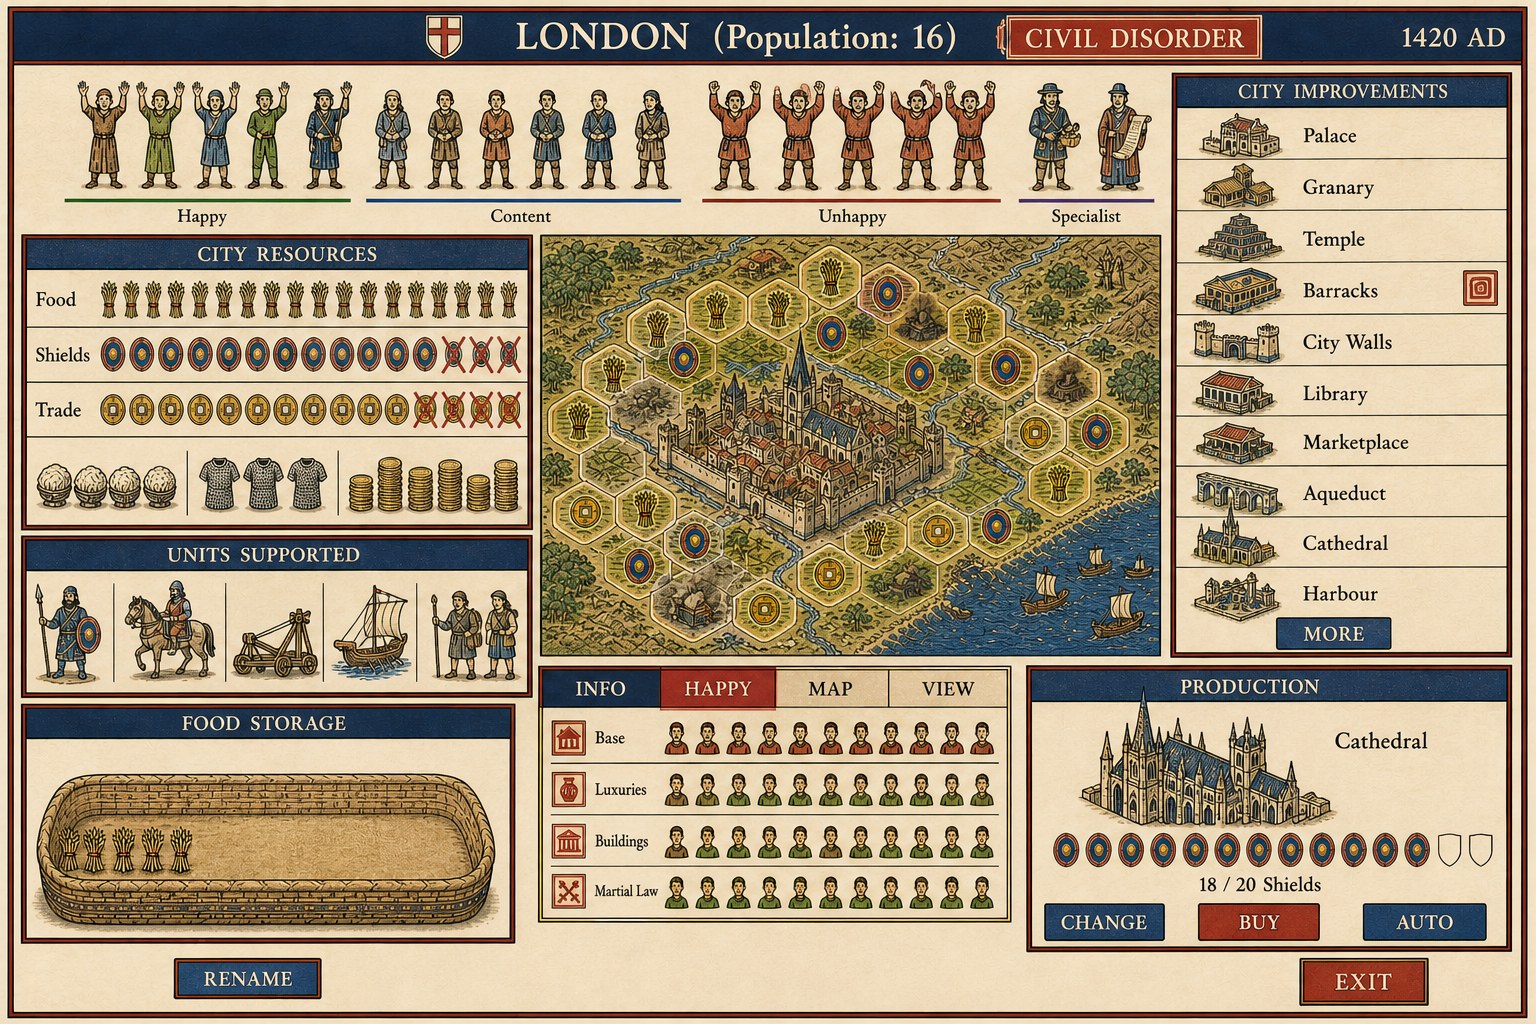 LONDON (Population: 16)
CIVIL DISORDER
1420 AD
Happy
Content
Unhappy
Specialist
CITY RESOURCES
Food
Shields
Trade
UNITS SUPPORTED
FOOD STORAGE
RENAME
INFO
HAPPY
MAP
VIEW
Base
Luxuries
Buildings
Martial Law
CITY IMPROVEMENTS
Palace
Granary
Temple
Barracks
City Walls
Library
Marketplace
Aqueduct
Cathedral
Harbour
MORE
PRODUCTION
Cathedral
18 / 20 Shields
CHANGE
BUY
AUTO
EXIT